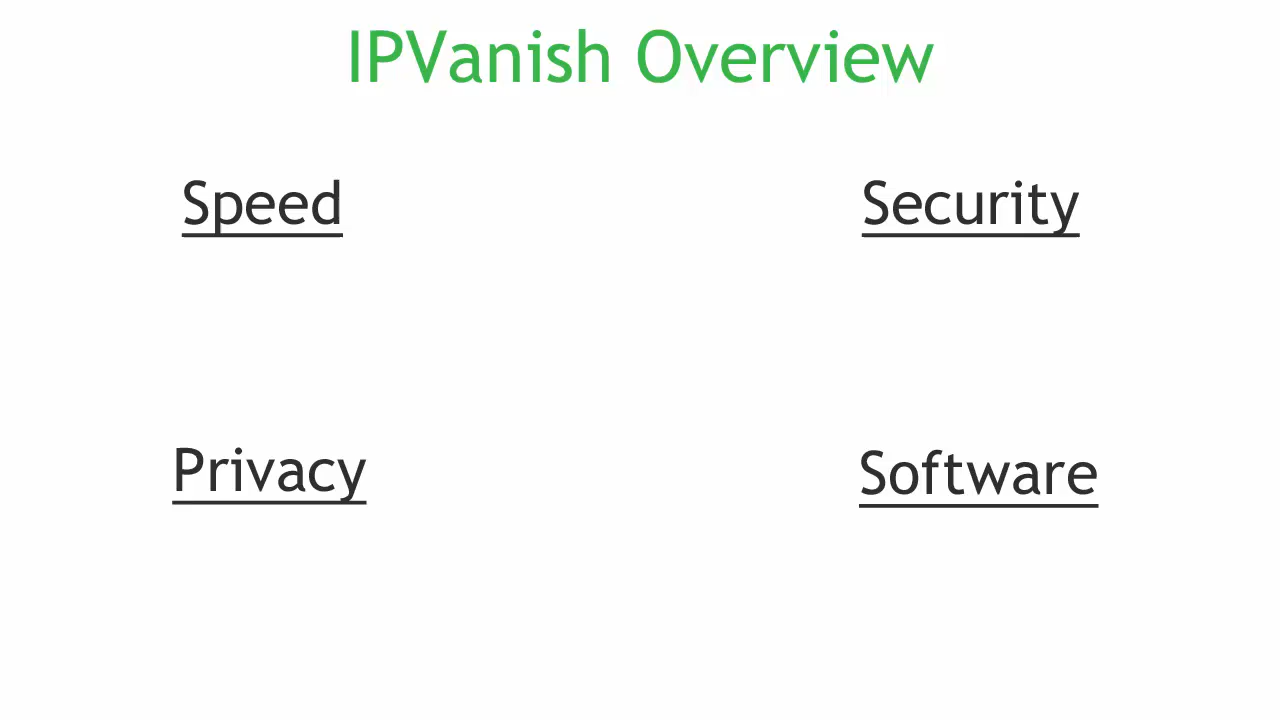 IPVanish Overview
Speed
Security
Privacy
Software